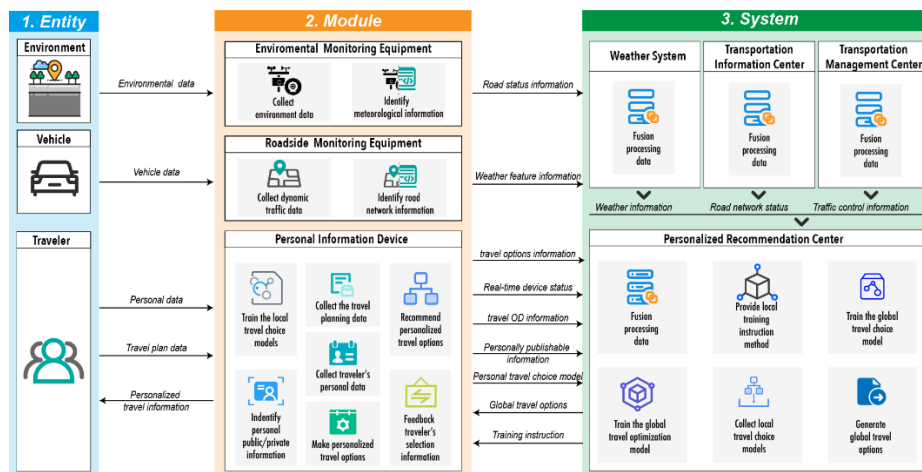 1. Entity
2. Module
3. System
Environment
Vehicle
Traveler
Environmental data
Vehicle data
Personal data
Travel plan data
Personalized
travel information
Enviromental Monitoring Equipment
Collect
environment data
Identify
meteorological information
Roadside Monitoring Equipment
Collect dynamic
traffic data
Identify road
network information
Personal Information Device
Train the local
travel choice
models
Collect the travel
planning data
Recommend
personalized
travel options
Collect traveler's
personal data
Indentify
personal
public/private
information
Make personalized
travel options
Feedback
traveler's
selection
information
Road status information
Weather feature information
travel options information
Real-time device status
travel OD information
Personally publishable
information
Personal travel choice model
Global travel options
Training instruction
Weather System
Fusion
processing
data
Transportation
Information Center
Fusion
processing
data
Transportation
Management Center
Fusion
processing
data
Weather information
Road network status
Traffic control information
Personalized Recommendation Center
Fusion
processing
data
Provide local
training
instruction
method
Train the global
travel choice
model
Train the global
travel optimization
model
Collect local
travel choice
models
Generate
global travel
options